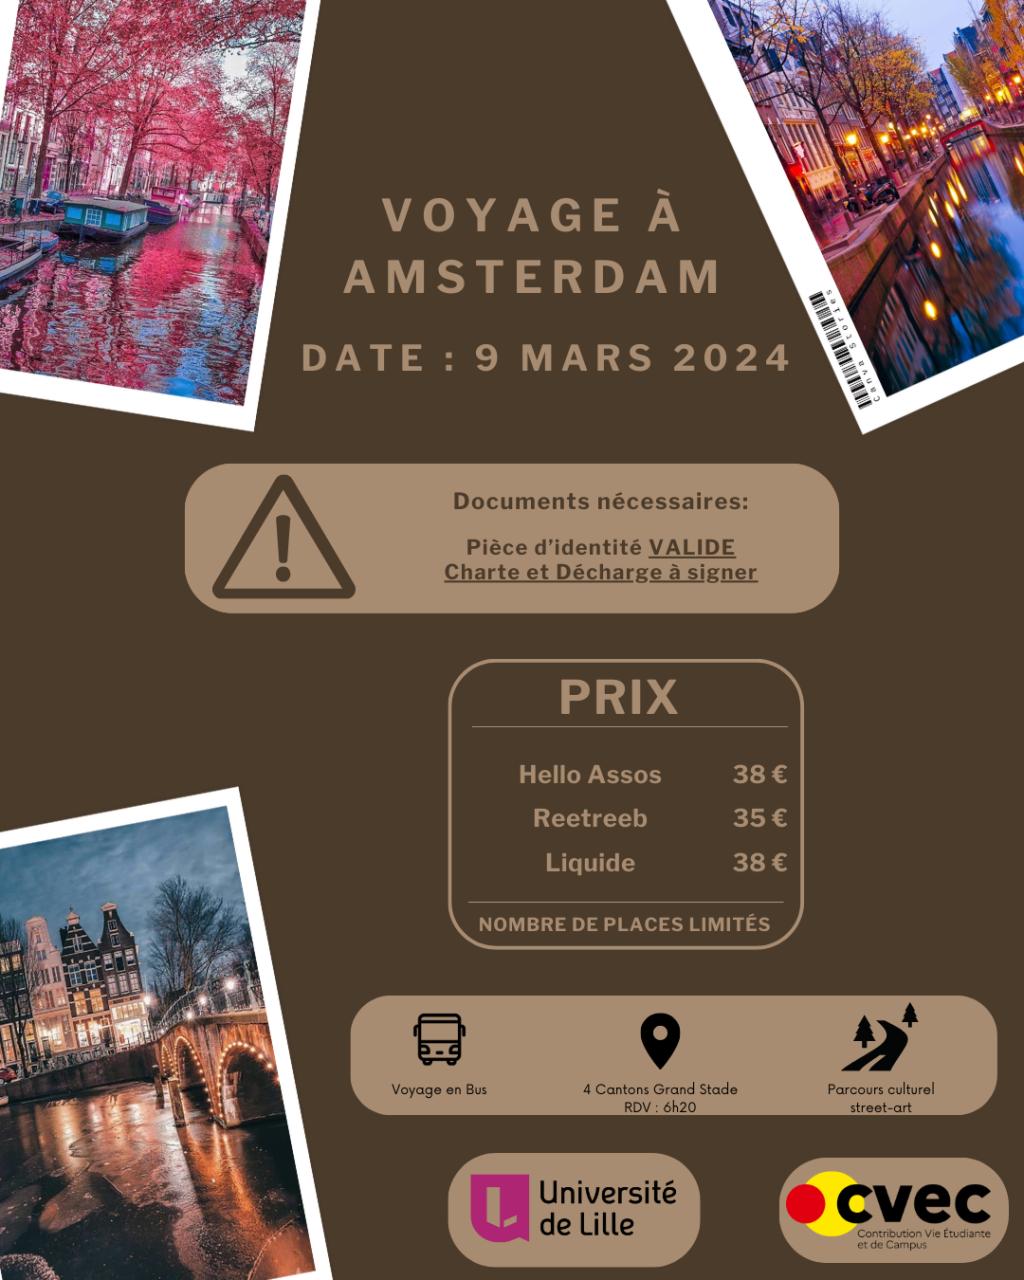 VOYAGE À
AMSTERDAM
DATE : 9 MARS 2024
Canva Stories
Documents nécessaires:
Pièce d’identité VALIDE
Charte et Décharge à signer
PRIX
Hello Assos 38 €
Reetreeb 35 €
Liquide 38 €
NOMBRE DE PLACES LIMITÉS
Voyage en Bus
4 Cantons Grand Stade
RDV : 6h20
Parcours culturel
street-art
Université
de Lille
cvec
Contribution Vie Étudiante
et de Campus